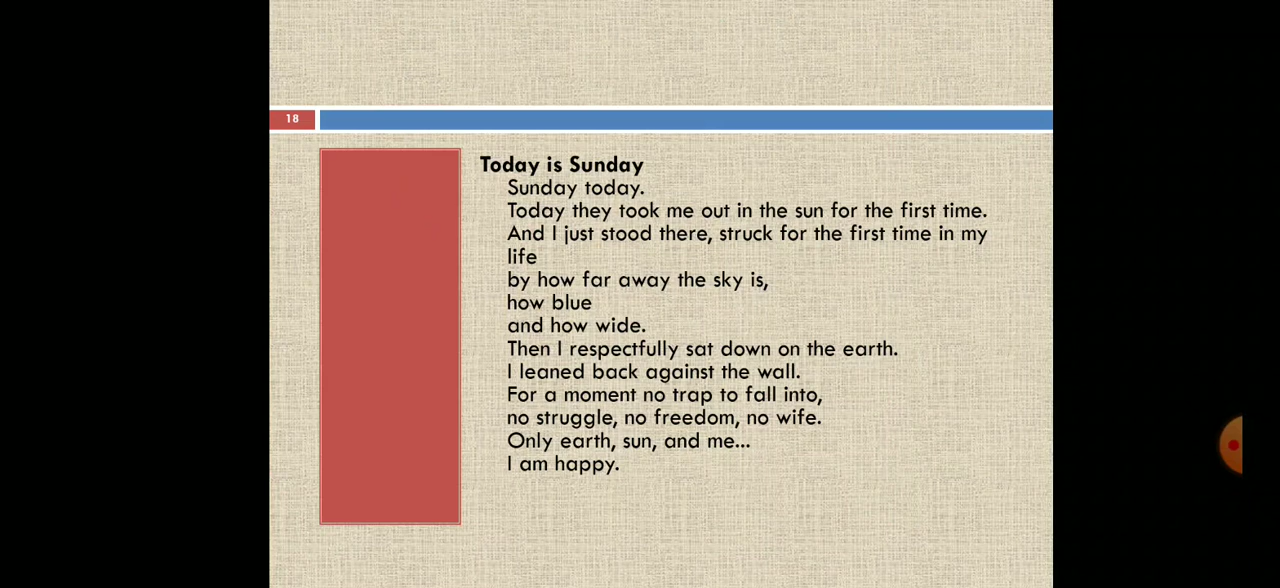 18
Today is Sunday
Sunday today.
Today they took me out in the sun for the first time.
And I just stood there, struck for the first time in my
life
by how far away the sky is,
how blue
and how wide.
Then I respectfully sat down on the earth.
I leaned back against the wall.
For a moment no trap to fall into,
no struggle, no freedom, no wife.
Only earth, sun, and me...
I am happy.